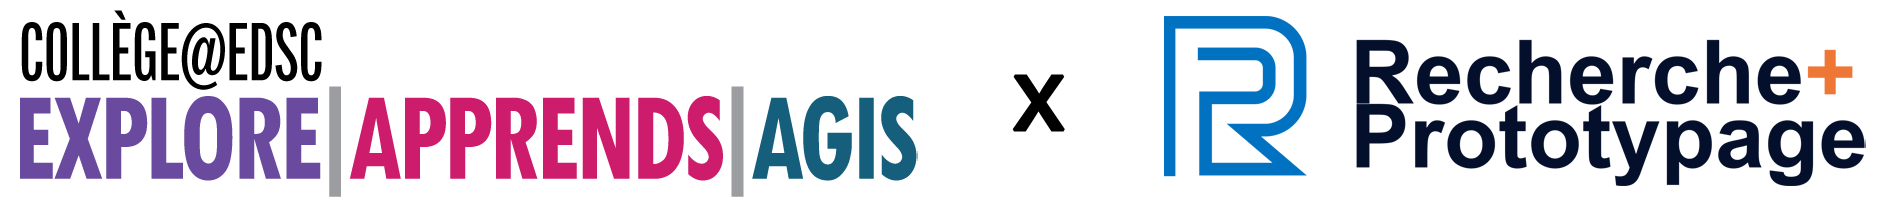 COLLÈGE@EDSC
EXPLORE|APPRENDS|AGIS
x
Recherche+
Prototypage